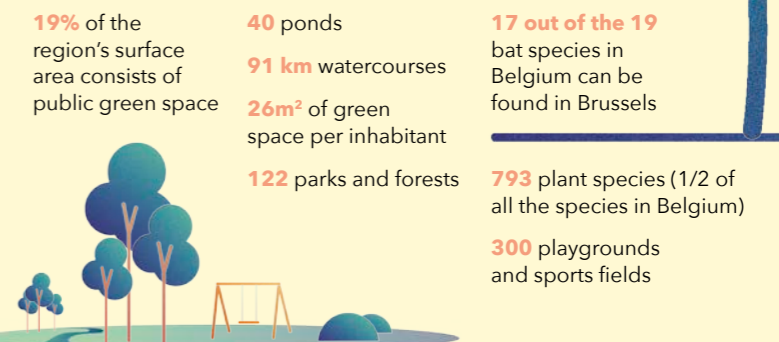 19% of the
region’s surface
area consists of
public green space
40 ponds
91 km watercourses
26m² of green
space per inhabitant
122 parks and forests
17 out of the 19
bat species in
Belgium can be
found in Brussels
793 plant species (1/2 of
all the species in Belgium)
300 playgrounds
and sports fields